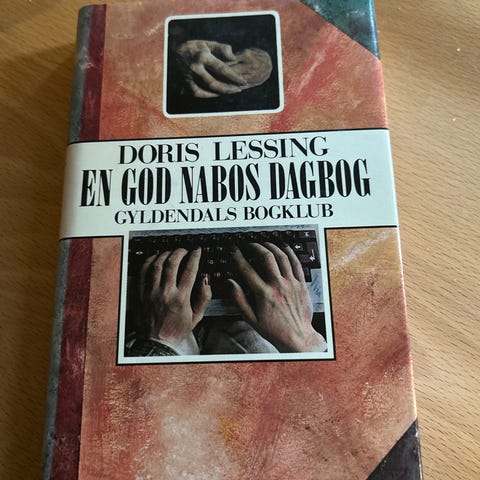 DORIS LESSING
EN GOD NABOS DAGBOG
GYLDENDALS BOGKLUB